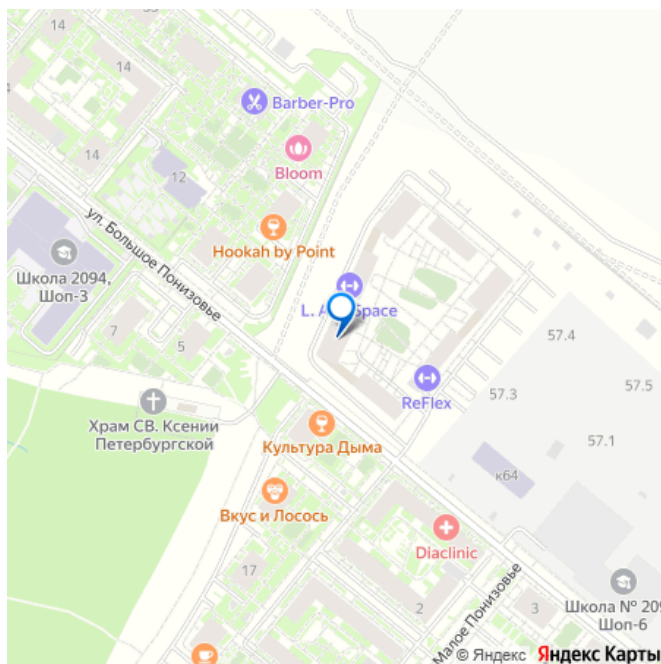 14
14
Barber-Pro
14
Bloom
12
ул. Большое Понизовье
Hookah by Point
Школа 2094,
Шоп-3
L. A
Space
7
5
57.4
ReFlex
57.3
57.5
Храм СВ. Ксении
Петербургской
Культура Дыма
57.1
к64
Вкус и Лосось
Diaclinic
17
2
Малое Понизовье
3
Школа № 209
Шоп-6
© Яндекс Яндекс Карты